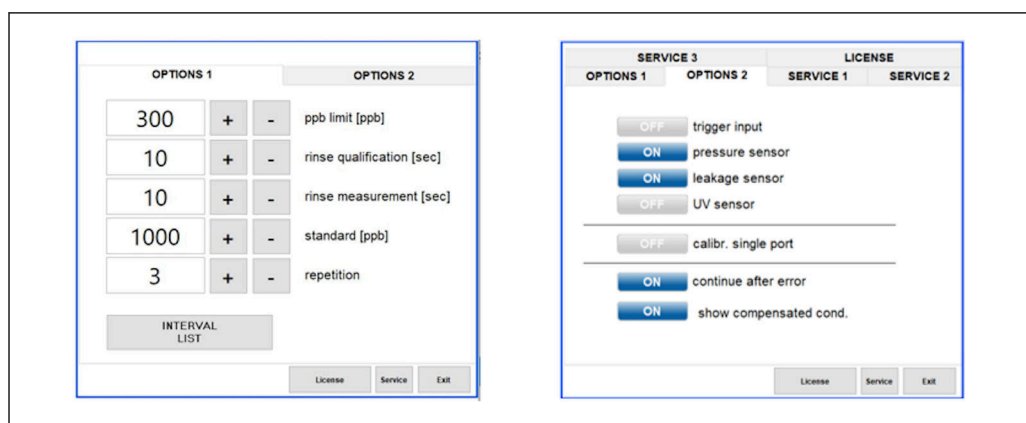 OPTIONS 1 OPTIONS 2
300 + - ppb limit [ppb]
10 + - rinse qualification [sec]
10 + - rinse measurement [sec]
1000 + - standard [ppb]
3 + - repetition
INTERVAL
LIST
License Service Exit
SERVICE 3 LICENSE
OPTIONS 1 OPTIONS 2 SERVICE 1 SERVICE 2
OFF trigger input
ON pressure sensor
ON leakage sensor
OFF UV sensor
OFF calibr. single port
ON continue after error
ON show compensated cond.
License Service Exit